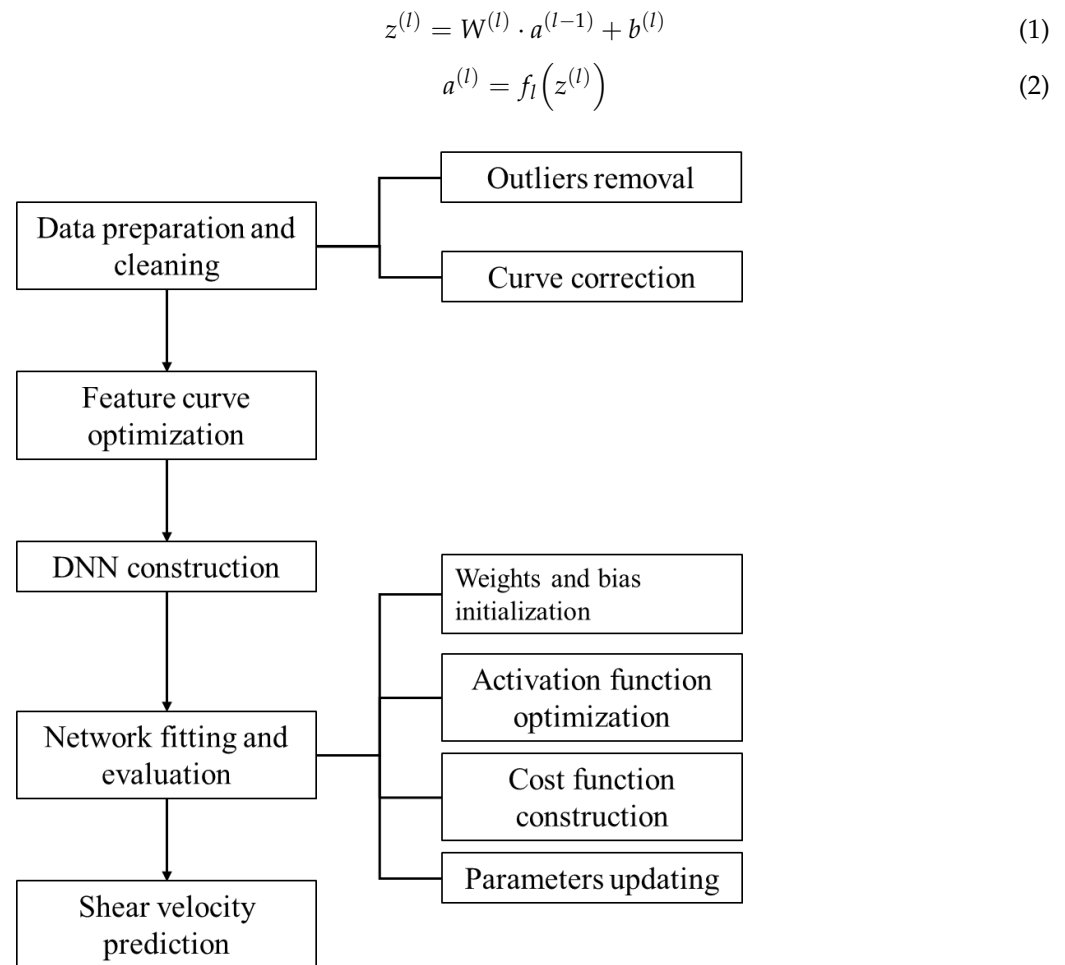 z^{(l)} = W^{(l)} · a^{(l−1)} + b^{(l)} (1)
a^{(l)} = f_l(z^{(l)}) (2)
Outliers removal
Data preparation and
cleaning
Curve correction
Feature curve
optimization
DNN construction
Weights and bias
initialization
Activation function
optimization
Network fitting and
evaluation
Cost function
construction
Parameters updating
Shear velocity
prediction